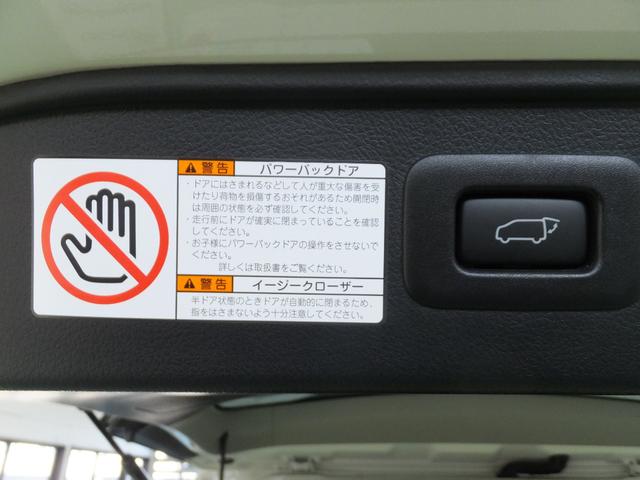 警告 パワーバックドア
・ドアにはさまれるなどして人が重大な傷害を受
けたり荷物を損傷するおそれがあるため開閉時
は周囲の状態を必ず確認してください。
・走行前にドアが確実に閉まっていることを確認
してください。
・お子様にパワーバックドアの操作をさせないで
ください。
詳しくは取扱書をご覧ください。
警告 イージークローザー
半ドア状態のときドアが自動的に閉まるため、
指をはさまないよう十分注意してください。